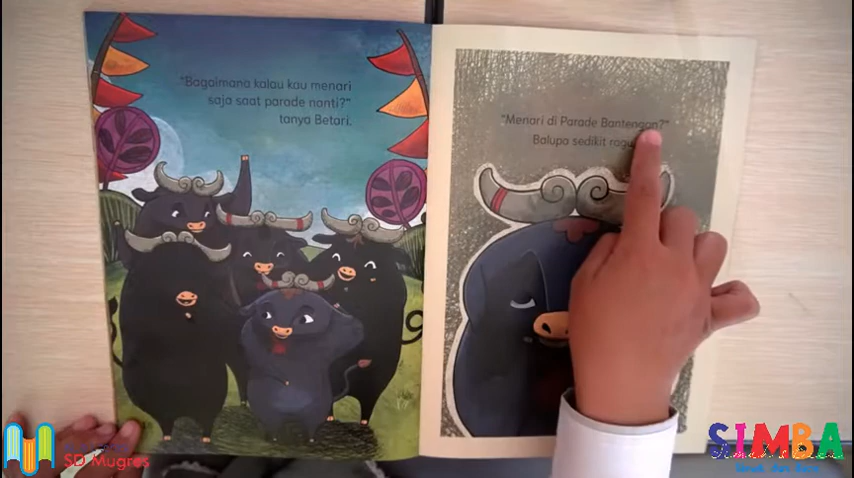 "Bagaimana kalau kau menari
saja saat parade nanti?"
tanya Betari.
"Menari di Parade Bantengan?"
Balupa sedikit
SD Mugres
SIMBA